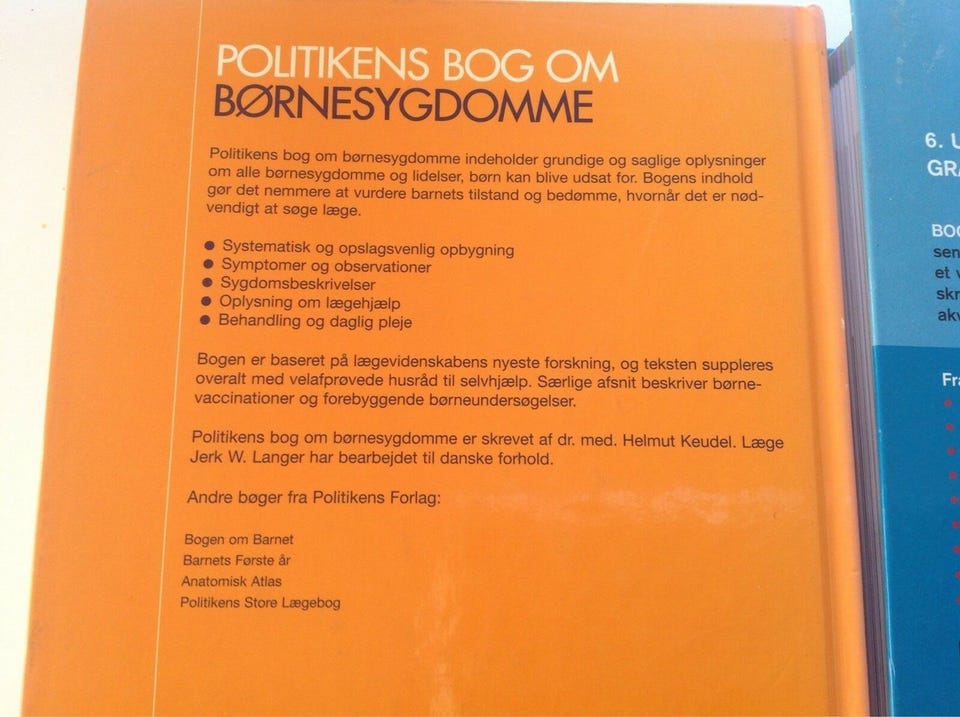 POLITIKENS BOG OM
BØRNESYGDOMME
Politikens bog om børnesygdomme indeholder grundige og saglige oplysninger
om alle børnesygdomme og lidelser, børn kan blive udsat for. Bogens indhold
gør det nemmere at vurdere barnets tilstand og bedømme, hvornår det er nød-
vendigt at søge læge.
● Systematisk og opslagsvenlig opbygning
● Symptomer og observationer
● Sygdomsbeskrivelser
● Oplysning om lægehjælp
● Behandling og daglig pleje
Bogen er baseret på lægevidenskabens nyeste forskning, og teksten suppleres
overalt med velafprøvede husråd til selvhjælp. Særlige afsnit beskriver børne-
vaccinationer og forebyggende børneundersøgelser.
Politikens bog om børnesygdomme er skrevet af dr. med. Helmut Keudel. Læge
Jerk W. Langer har bearbejdet til danske forhold.
Andre bøger fra Politikens Forlag:
Bogen om Barnet
Barnets Første år
Anatomisk Atlas
Politikens Store Lægebog
6.
et